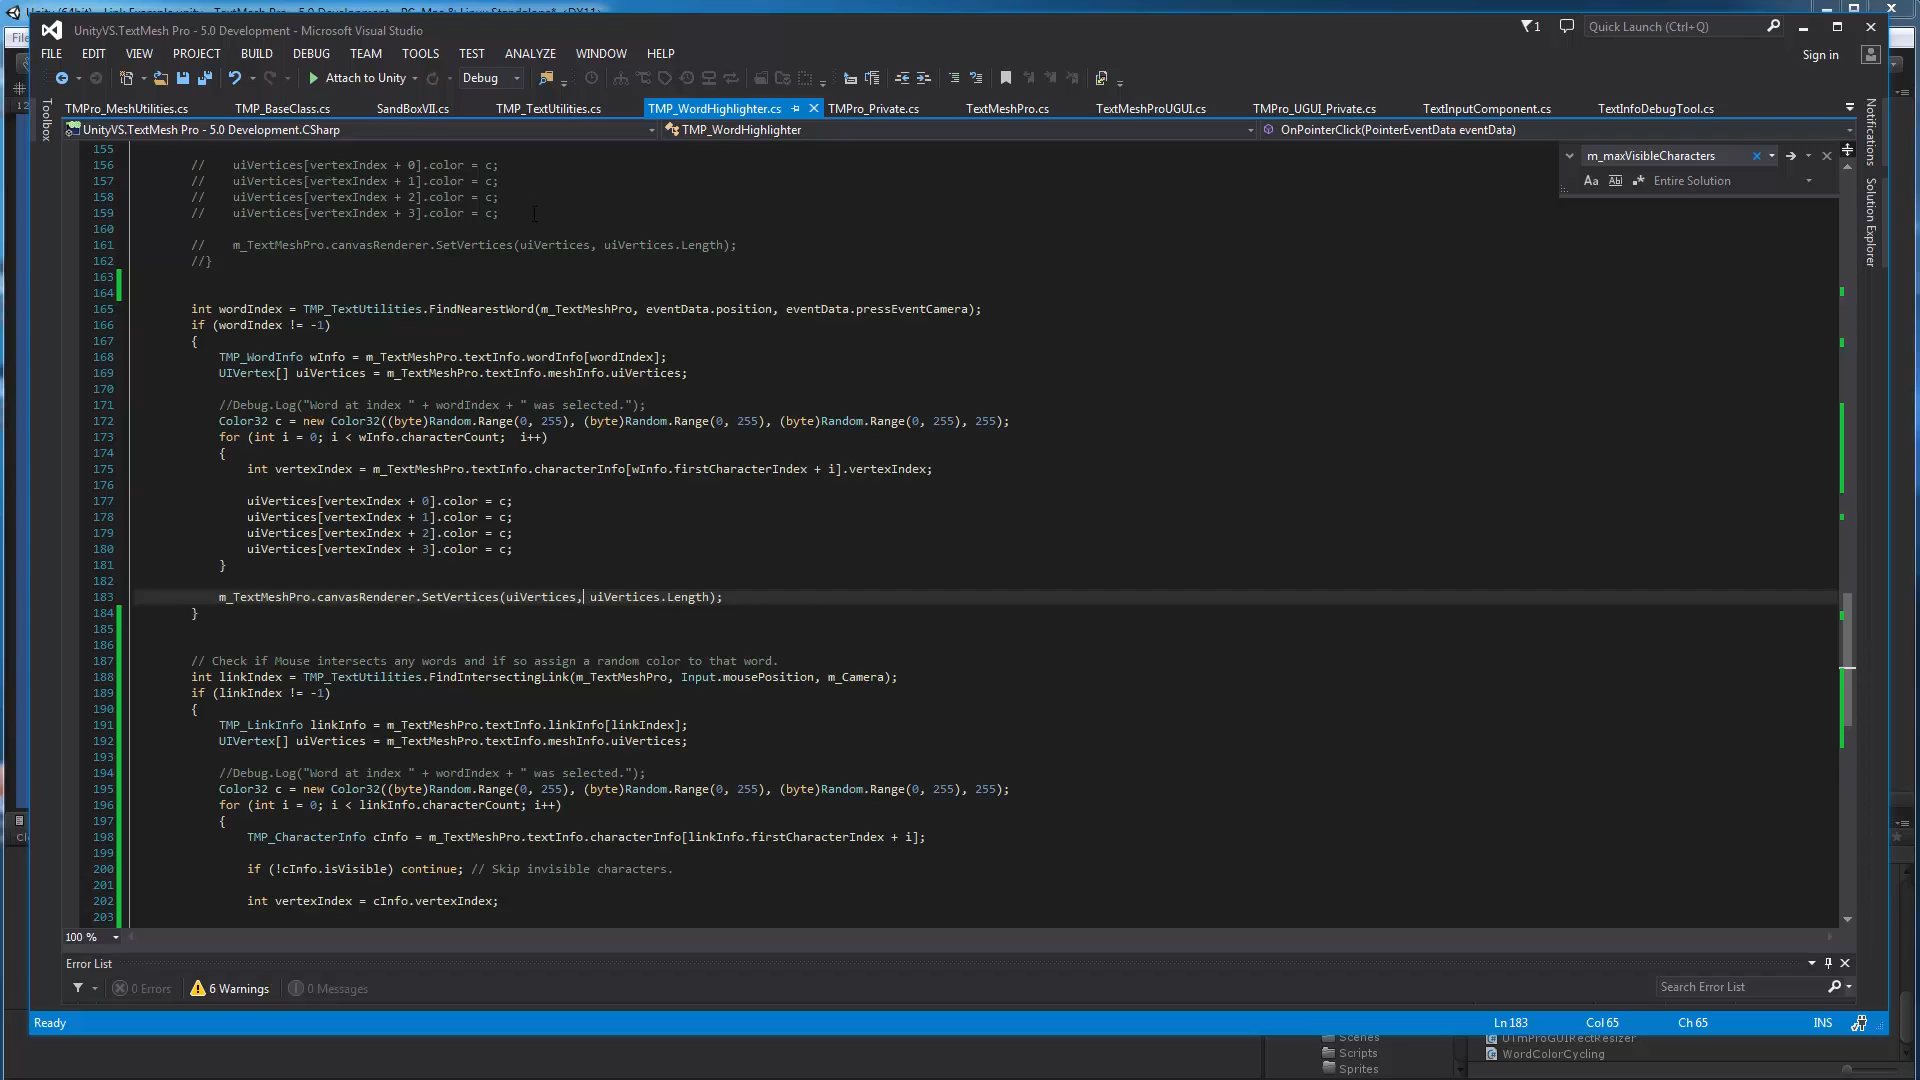 UnityVS.TextMesh Pro - 5.0 Development - Microsoft Visual Studio
1
Quick Launch (Ctrl+Q)
FILE EDIT VIEW PROJECT BUILD DEBUG TEAM TOOLS TEST ANALYZE WINDOW HELP
Sign in
Attach to Unity
Debug
Toolbox
TMPro_MeshUtilities.cs TMP_BaseClass.cs SandBoxVII.cs TMP_TextUtilities.cs TMP_WordHighlighter.cs TMPro_Private.cs TextMeshPro.cs TextMeshProUGUI.cs TMPro_UGUI_Private.cs TextInputComponent.cs TextInfoDebugTool.cs
Notifications
Solution Explorer
UnityVS.TextMesh Pro - 5.0 Development.CSharp
TMP_WordHighlighter
OnPointerClick(PointerEventData eventData)
m_maxVisibleCharacters
Aa Ab Entire Solution
155
156 //    uiVertices[vertexIndex + 0].color = c;
157 //    uiVertices[vertexIndex + 1].color = c;
158 //    uiVertices[vertexIndex + 2].color = c;
159 //    uiVertices[vertexIndex + 3].color = c;
160
161 //    m_TextMeshPro.canvasRenderer.SetVertices(uiVertices, uiVertices.Length);
162 //}
163
164
165 int wordIndex = TMP_TextUtilities.FindNearestWord(m_TextMeshPro, eventData.position, eventData.pressEventCamera);
166 if (wordIndex != -1)
167 {
168     TMP_WordInfo wInfo = m_TextMeshPro.textInfo.wordInfo[wordIndex];
169     UIVertex[] uiVertices = m_TextMeshPro.textInfo.meshInfo.uiVertices;
170
171     //Debug.Log("Word at index " + wordIndex + " was selected.");
172     Color32 c = new Color32((byte)Random.Range(0, 255), (byte)Random.Range(0, 255), (byte)Random.Range(0, 255), 255);
173     for (int i = 0; i < wInfo.characterCount;  i++)
174     {
175         int vertexIndex = m_TextMeshPro.textInfo.characterInfo[wInfo.firstCharacterIndex + i].vertexIndex;
176
177         uiVertices[vertexIndex + 0].color = c;
178         uiVertices[vertexIndex + 1].color = c;
179         uiVertices[vertexIndex + 2].color = c;
180         uiVertices[vertexIndex + 3].color = c;
181     }
182
183     m_TextMeshPro.canvasRenderer.SetVertices(uiVertices, uiVertices.Length);
184 }
185
186
187 // Check if Mouse intersects any words and if so assign a random color to that word.
188 int linkIndex = TMP_TextUtilities.FindIntersectingLink(m_TextMeshPro, Input.mousePosition, m_Camera);
189 if (linkIndex != -1)
190 {
191     TMP_LinkInfo linkInfo = m_TextMeshPro.textInfo.linkInfo[linkIndex];
192     UIVertex[] uiVertices = m_TextMeshPro.textInfo.meshInfo.uiVertices;
193
194     //Debug.Log("Word at index " + wordIndex + " was selected.");
195     Color32 c = new Color32((byte)Random.Range(0, 255), (byte)Random.Range(0, 255), (byte)Random.Range(0, 255), 255);
196     for (int i = 0; i < linkInfo.characterCount; i++)
197     {
198         TMP_CharacterInfo cInfo = m_TextMeshPro.textInfo.characterInfo[linkInfo.firstCharacterIndex + i];
199
200         if (!cInfo.isVisible) continue; // Skip invisible characters.
201
202         int vertexIndex = cInfo.vertexIndex;
203
100 %
Error List
0 Errors 6 Warnings 0 Messages
Search Error List
Ready
Ln 183 Col 65 Ch 65 INS
Scenes
Scripts
Sprites
UTmProGUIRectResizer
WordColorCycling